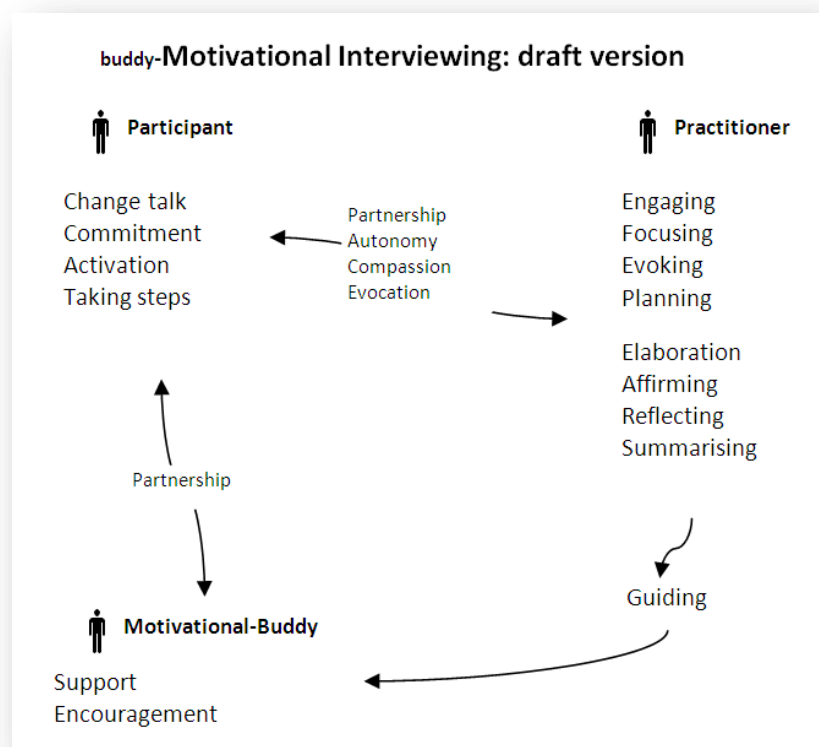 buddy-Motivational Interviewing: draft version
Participant
Practitioner
Change talk
Commitment
Activation
Taking steps
Partnership
Autonomy
Compassion
Evocation
Engaging
Focusing
Evoking
Planning
Elaboration
Affirming
Reflecting
Summarising
Partnership
Guiding
Motivational-Buddy
Support
Encouragement